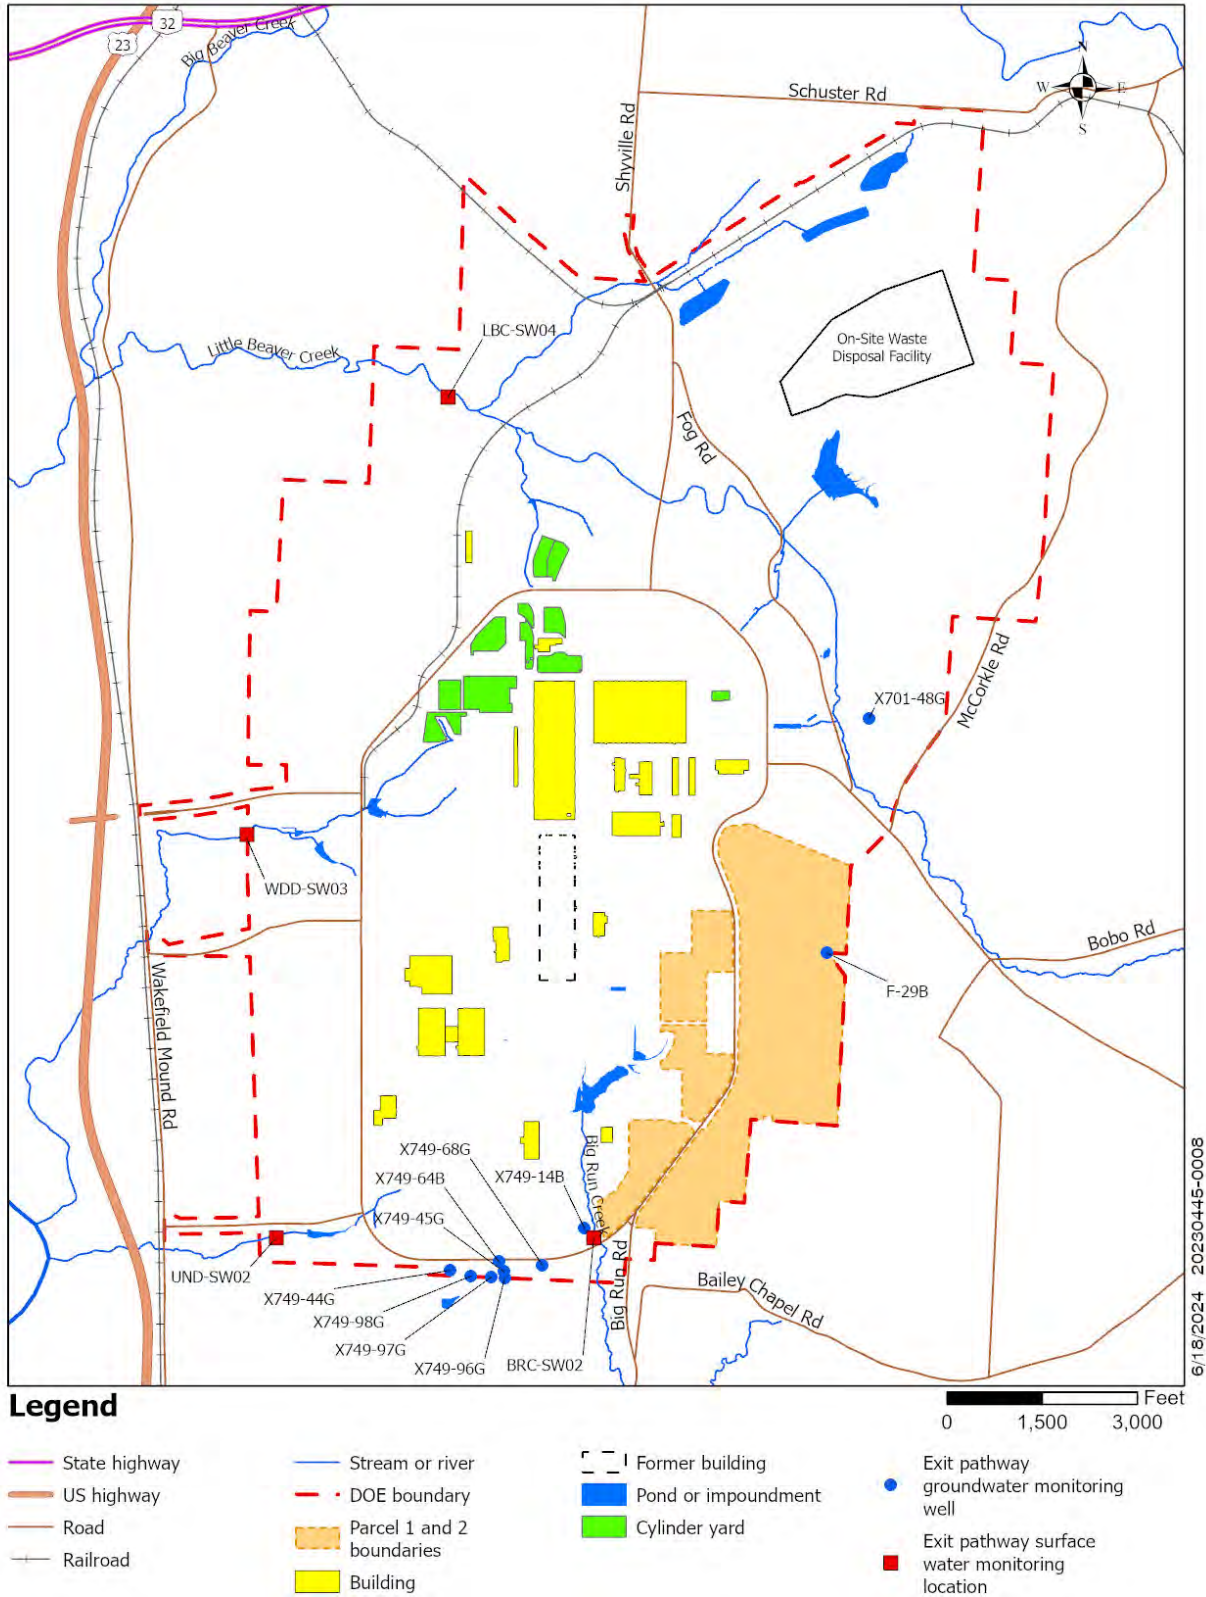 32
23
Big Beaver Creek
N
W
E
S
Schuster Rd
Shyville Rd
LBC-SW04
Little Beaver Creek
On-Site Waste
Disposal Facility
Fog Rd
McCorkle Rd
X701-48G
WDD-SW03
Bobo Rd
F-29B
Wakefield Mound Rd
X749-68G
X749-64B
X749-14B
X749-45G
Big Run Creek
UND-SW02
X749-44G
X749-98G
X749-97G
X749-96G
BRC-SW02
Big Run Rd
Bailey Chapel Rd
6/18/2024 20230445-0008
Legend
Feet
0 1,500 3,000
State highway
US highway
Road
Railroad
Stream or river
DOE boundary
Parcel 1 and 2
boundaries
Building
Former building
Pond or impoundment
Cylinder yard
Exit pathway
groundwater monitoring
well
Exit pathway surface
water monitoring
location